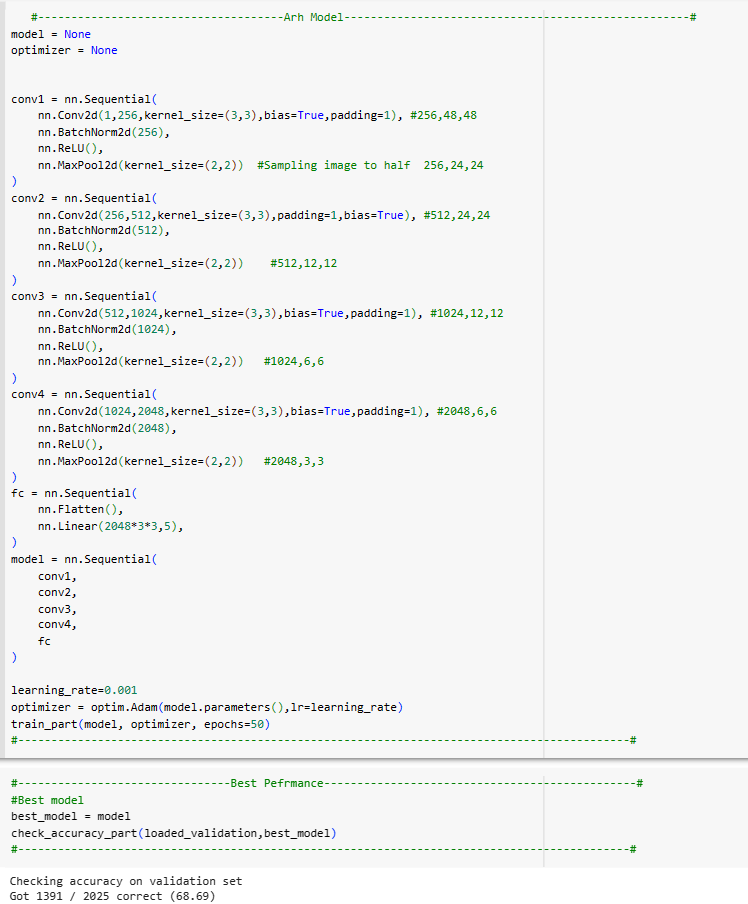 #-------------------------------------Arh Model----------------------------------------------------#
model = None
optimizer = None
conv1 = nn.Sequential(
    nn.Conv2d(1,256,kernel_size=(3,3),bias=True,padding=1), #256,48,48
    nn.BatchNorm2d(256),
    nn.ReLU(),
    nn.MaxPool2d(kernel_size=(2,2))  #Sampling image to half  256,24,24
)
conv2 = nn.Sequential(
    nn.Conv2d(256,512,kernel_size=(3,3),padding=1,bias=True), #512,24,24
    nn.BatchNorm2d(512),
    nn.ReLU(),
    nn.MaxPool2d(kernel_size=(2,2))    #512,12,12
)
conv3 = nn.Sequential(
    nn.Conv2d(512,1024,kernel_size=(3,3),bias=True,padding=1), #1024,12,12
    nn.BatchNorm2d(1024),
    nn.ReLU(),
    nn.MaxPool2d(kernel_size=(2,2))   #1024,6,6
)
conv4 = nn.Sequential(
    nn.Conv2d(1024,2048,kernel_size=(3,3),bias=True,padding=1), #2048,6,6
    nn.BatchNorm2d(2048),
    nn.ReLU(),
    nn.MaxPool2d(kernel_size=(2,2))   #2048,3,3
)
fc = nn.Sequential(
    nn.Flatten(),
    nn.Linear(2048*3*3,5),
)
model = nn.Sequential(
    conv1,
    conv2,
    conv3,
    conv4,
    fc
)
learning_rate=0.001
optimizer = optim.Adam(model.parameters(),lr=learning_rate)
train_part(model, optimizer, epochs=50)
#--------------------------------------------------------------------------------------------#
#--------------------------------Best Pefrmance-----------------------------------------------#
#Best model
best_model = model
check_accuracy_part(loaded_validation,best_model)
#--------------------------------------------------------------------------------------------#
Checking accuracy on validation set
Got 1391 / 2025 correct (68.69)